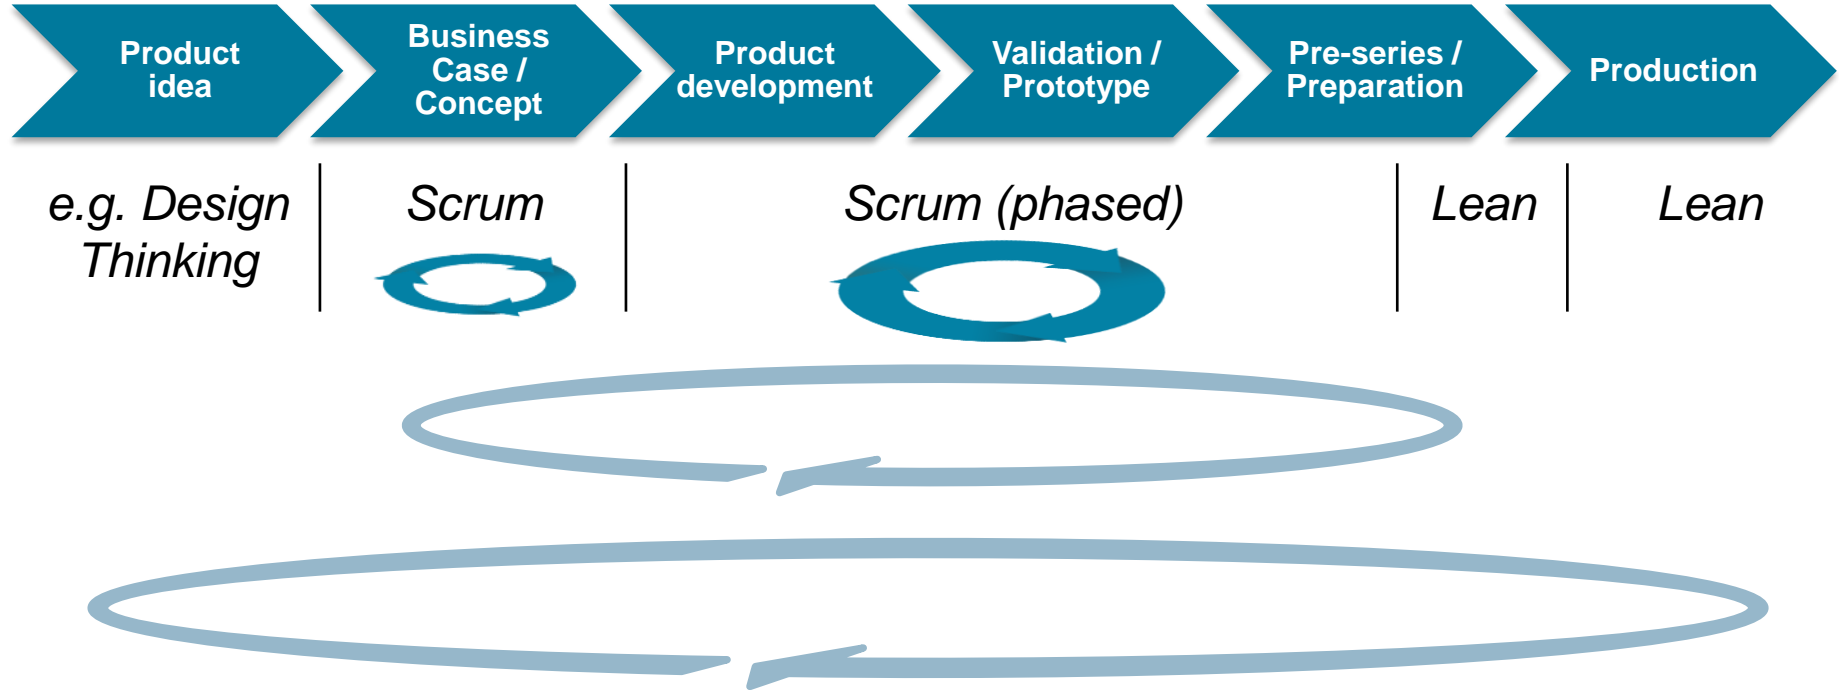 Product
idea
Business
Case /
Concept
Product
development
Validation /
Prototype
Pre-series /
Preparation
Production
e.g. Design
Thinking
Scrum
Scrum (phased)
Lean
Lean